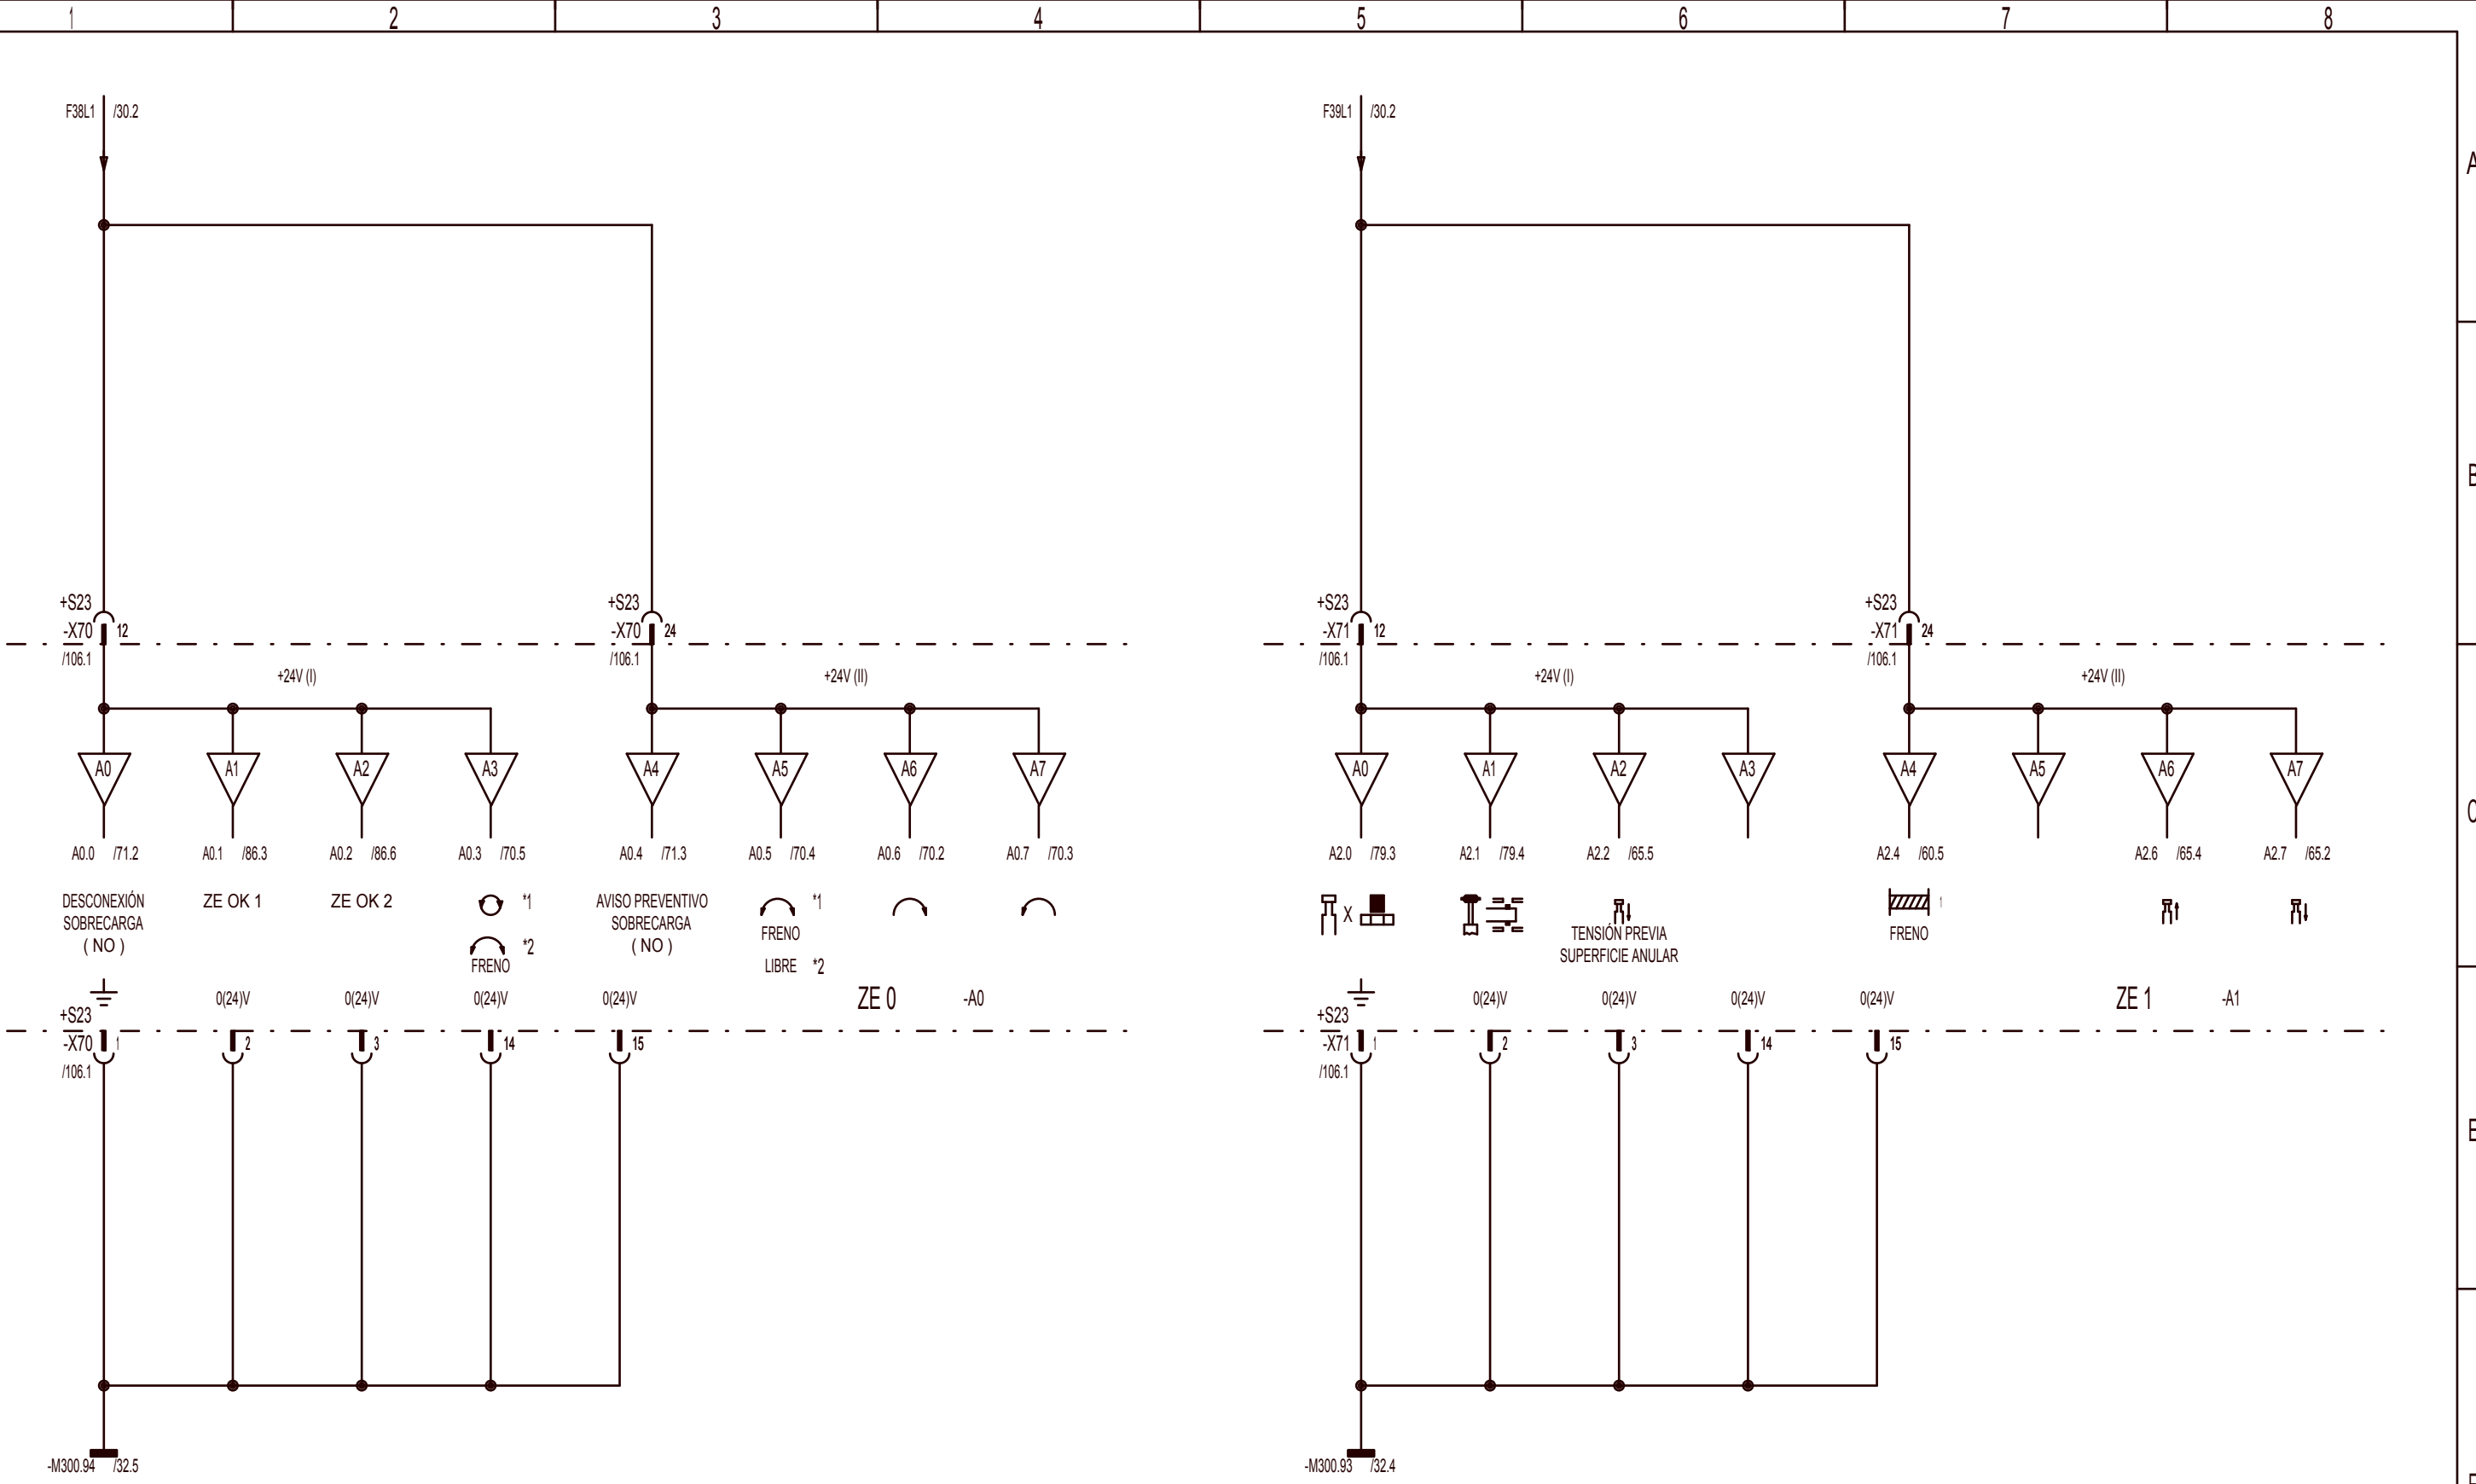 1 2 3 4 5 6 7 8
F38L1 /30.2
F39L1 /30.2
A
B
+S23
-X70 12
/106.1
+S23
-X70 24
/106.1
+S23
-X71 12
/106.1
+S23
-X71 24
/106.1
+24V (I)
+24V (II)
+24V (I)
+24V (II)
A0 A1 A2 A3 A4 A5 A6 A7
A0 A1 A2 A3 A4 A5 A6 A7
C
A0.0 /71.2
A0.1 /86.3
A0.2 /86.6
A0.3 /70.5
A0.4 /71.3
A0.5 /70.4
A0.6 /70.2
A0.7 /70.3
A2.0 /79.3
A2.1 /79.4
A2.2 /65.5
A2.4 /60.5
A2.6 /65.4
A2.7 /65.2
DESCONEXIÓN
SOBRECARGA
( NO )
ZE OK 1
ZE OK 2
*1
*2
FRENO
AVISO PREVENTIVO
SOBRECARGA
( NO )
*1
FRENO
LIBRE *2
X
TENSIÓN PREVIA
SUPERFICIE ANULAR
1
FRENO
0(24)V 0(24)V 0(24)V 0(24)V
ZE 0 -A0
0(24)V 0(24)V 0(24)V 0(24)V
ZE 1 -A1
+S23
-X70 1 2 3 14 15
/106.1
+S23
-X71 1 2 3 14 15
/106.1
E
-M300.94 /32.5
-M300.93 /32.4